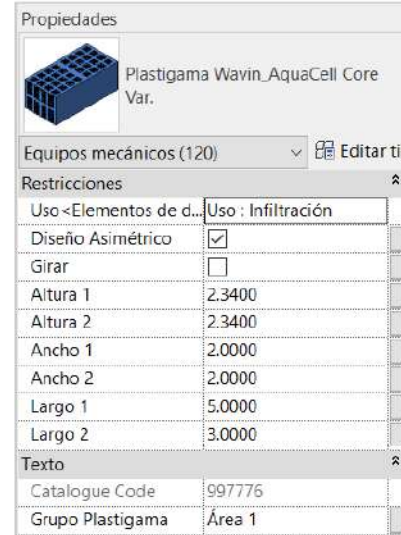 Propiedades
Plastigama Wavin_AquaCell Core
Var.
Equipos mecánicos (120) Editar ti
Restricciones
Uso<Elementos de d... Uso : Infiltración
Diseño Asimétrico
Girar
Altura 1 2.3400
Altura 2 2.3400
Ancho 1 2.0000
Ancho 2 2.0000
Largo 1 5.0000
Largo 2 3.0000
Texto
Catalogue Code 997776
Grupo Plastigama Área 1